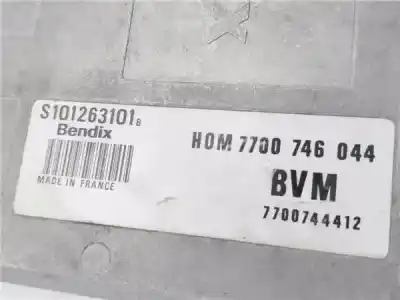 S101263101B
Bendix
MADE IN FRANCE
HOM 7700 746 044
BVM
7700744412